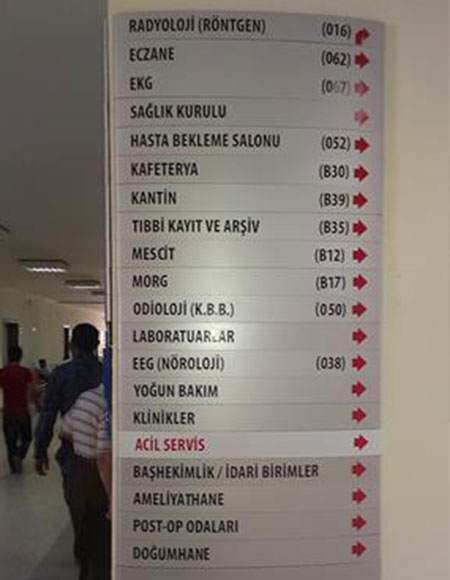 RADYOLOJİ (RÖNTGEN) (016)
ECZANE (062)
EKG (067)
SAĞLIK KURULU
HASTA BEKLEME SALONU (052)
KAFETERYA (B30)
KANTİN (B39)
TIBBİ KAYIT VE ARŞİV (B35)
MESCİT (B12)
MORG (B17)
ODİOLOJİ (K.B.B.) (050)
LABORATUARLAR
EEG (NÖROLOJİ) (038)
YOĞUN BAKIM
KLİNİKLER
ACİL SERVİS
BAŞHEKİMLİK / İDARİ BİRİMLER
AMELİYATHANE
POST-OP ODALARI
DOĞUMHANE